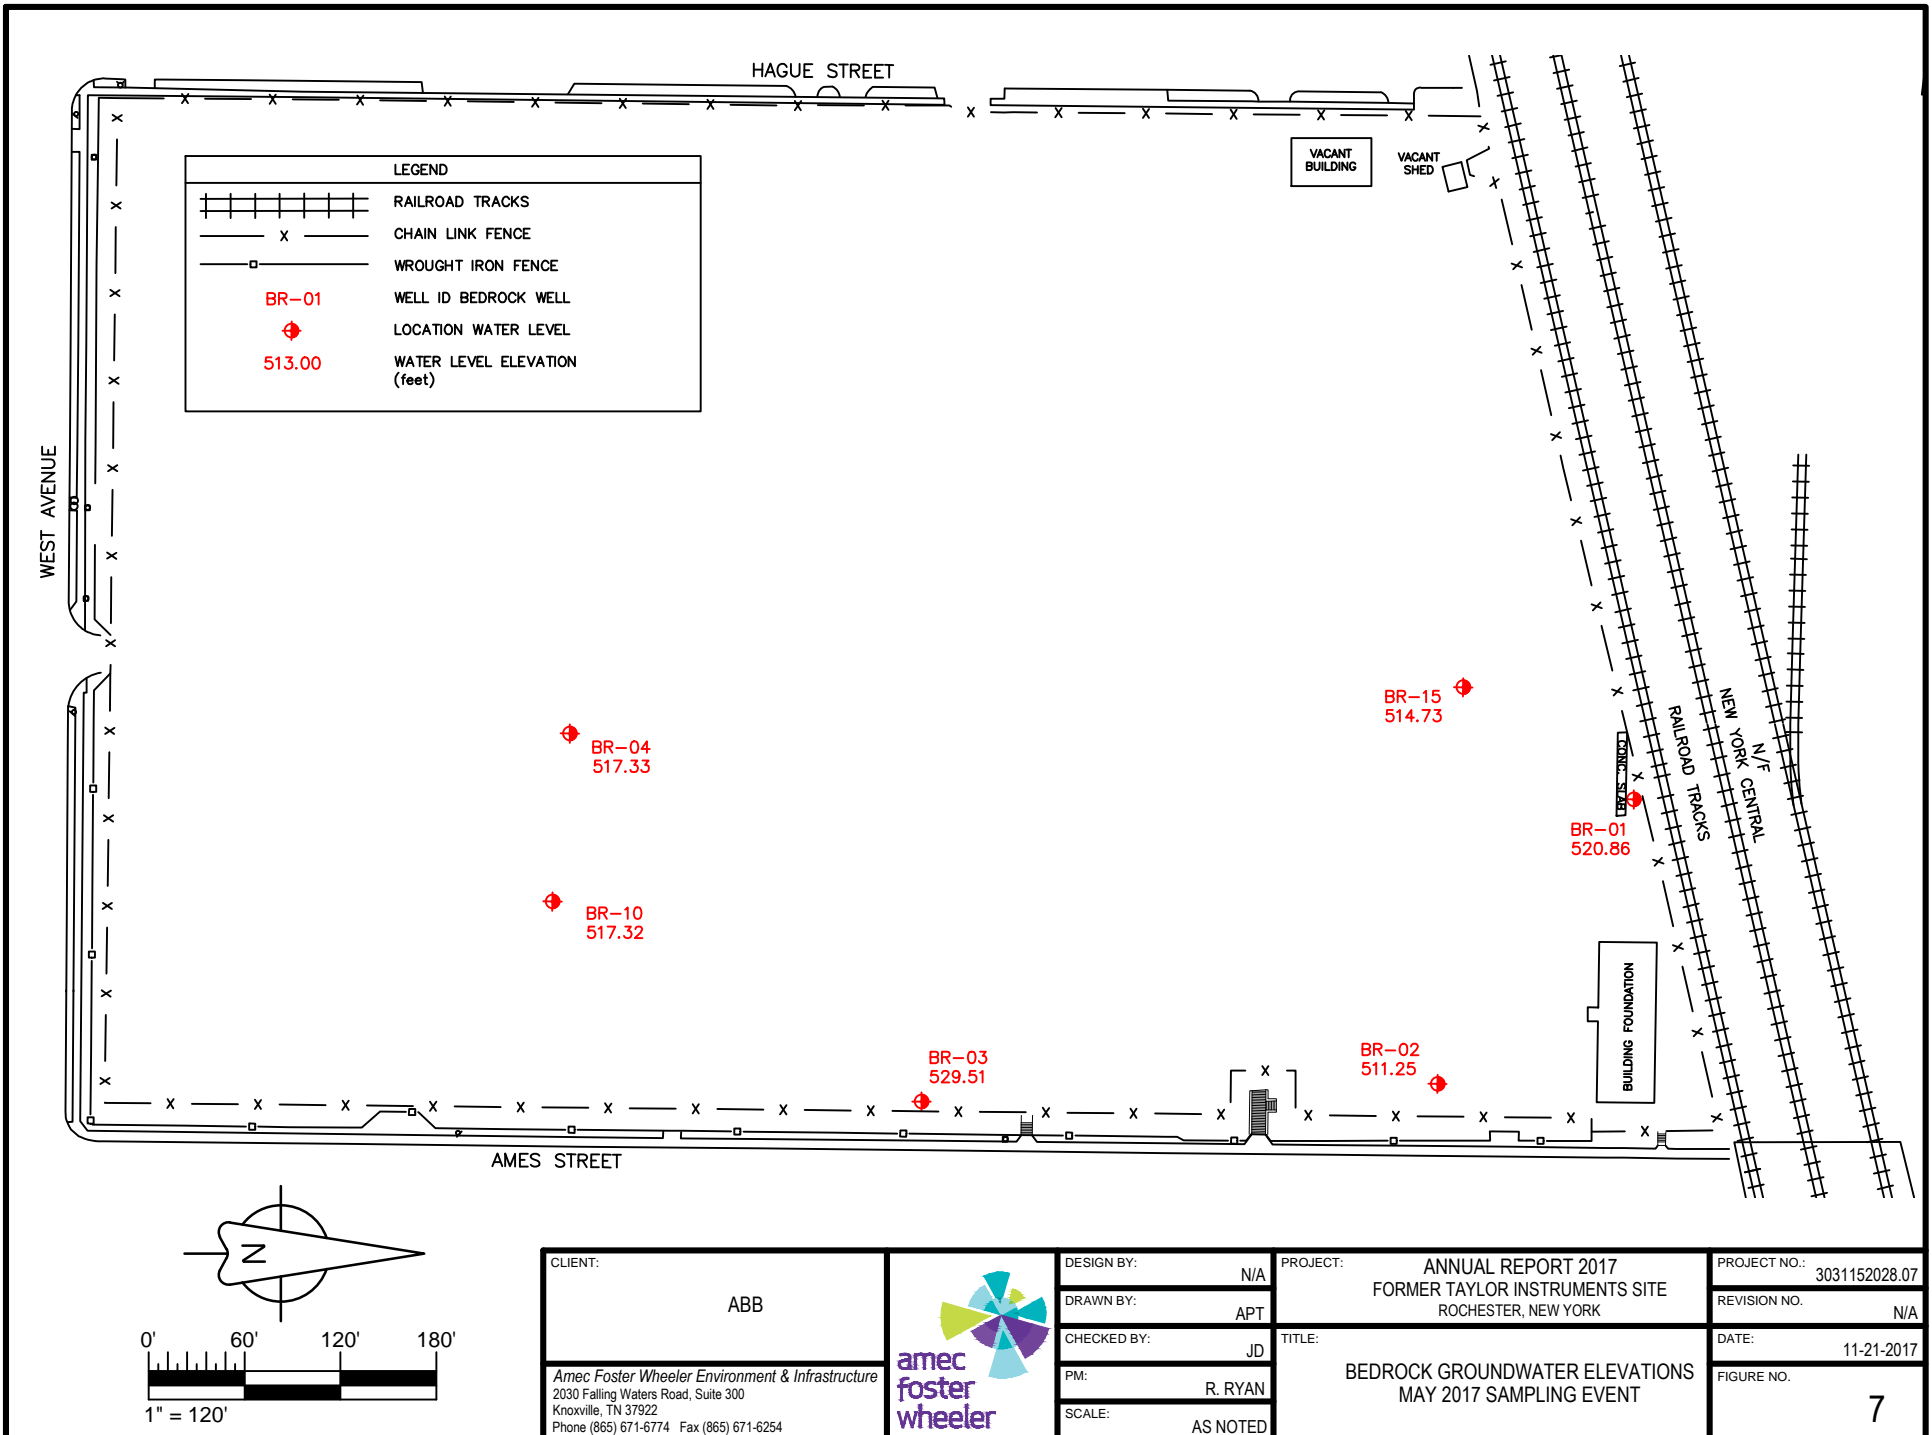 HAGUE STREET
WEST AVENUE
LEGEND
RAILROAD TRACKS
X CHAIN LINK FENCE
WROUGHT IRON FENCE
BR-01 WELL ID BEDROCK WELL
LOCATION WATER LEVEL
513.00 WATER LEVEL ELEVATION
(feet)
VACANT
BUILDING
VACANT
SHED
BR-15
514.73
BR-04
517.33
CONC. SLAB
BR-01
520.86
RAILROAD TRACKS
NEW YORK CENTRAL
N/F
BR-10
517.32
BUILDING FOUNDATION
BR-03
529.51
BR-02
511.25
AMES STREET
N
0' 60' 120' 180'
1" = 120'
CLIENT:
ABB
Amec Foster Wheeler Environment & Infrastructure
2030 Falling Waters Road, Suite 300
Knoxville, TN 37922
Phone (865) 671-6774 Fax (865) 671-6254
amec
foster
wheeler
DESIGN BY: N/A
DRAWN BY: APT
CHECKED BY: JD
PM: R. RYAN
SCALE: AS NOTED
PROJECT: ANNUAL REPORT 2017
FORMER TAYLOR INSTRUMENTS SITE
ROCHESTER, NEW YORK
TITLE:
BEDROCK GROUNDWATER ELEVATIONS
MAY 2017 SAMPLING EVENT
PROJECT NO.: 3031152028.07
REVISION NO. N/A
DATE: 11-21-2017
FIGURE NO.
7